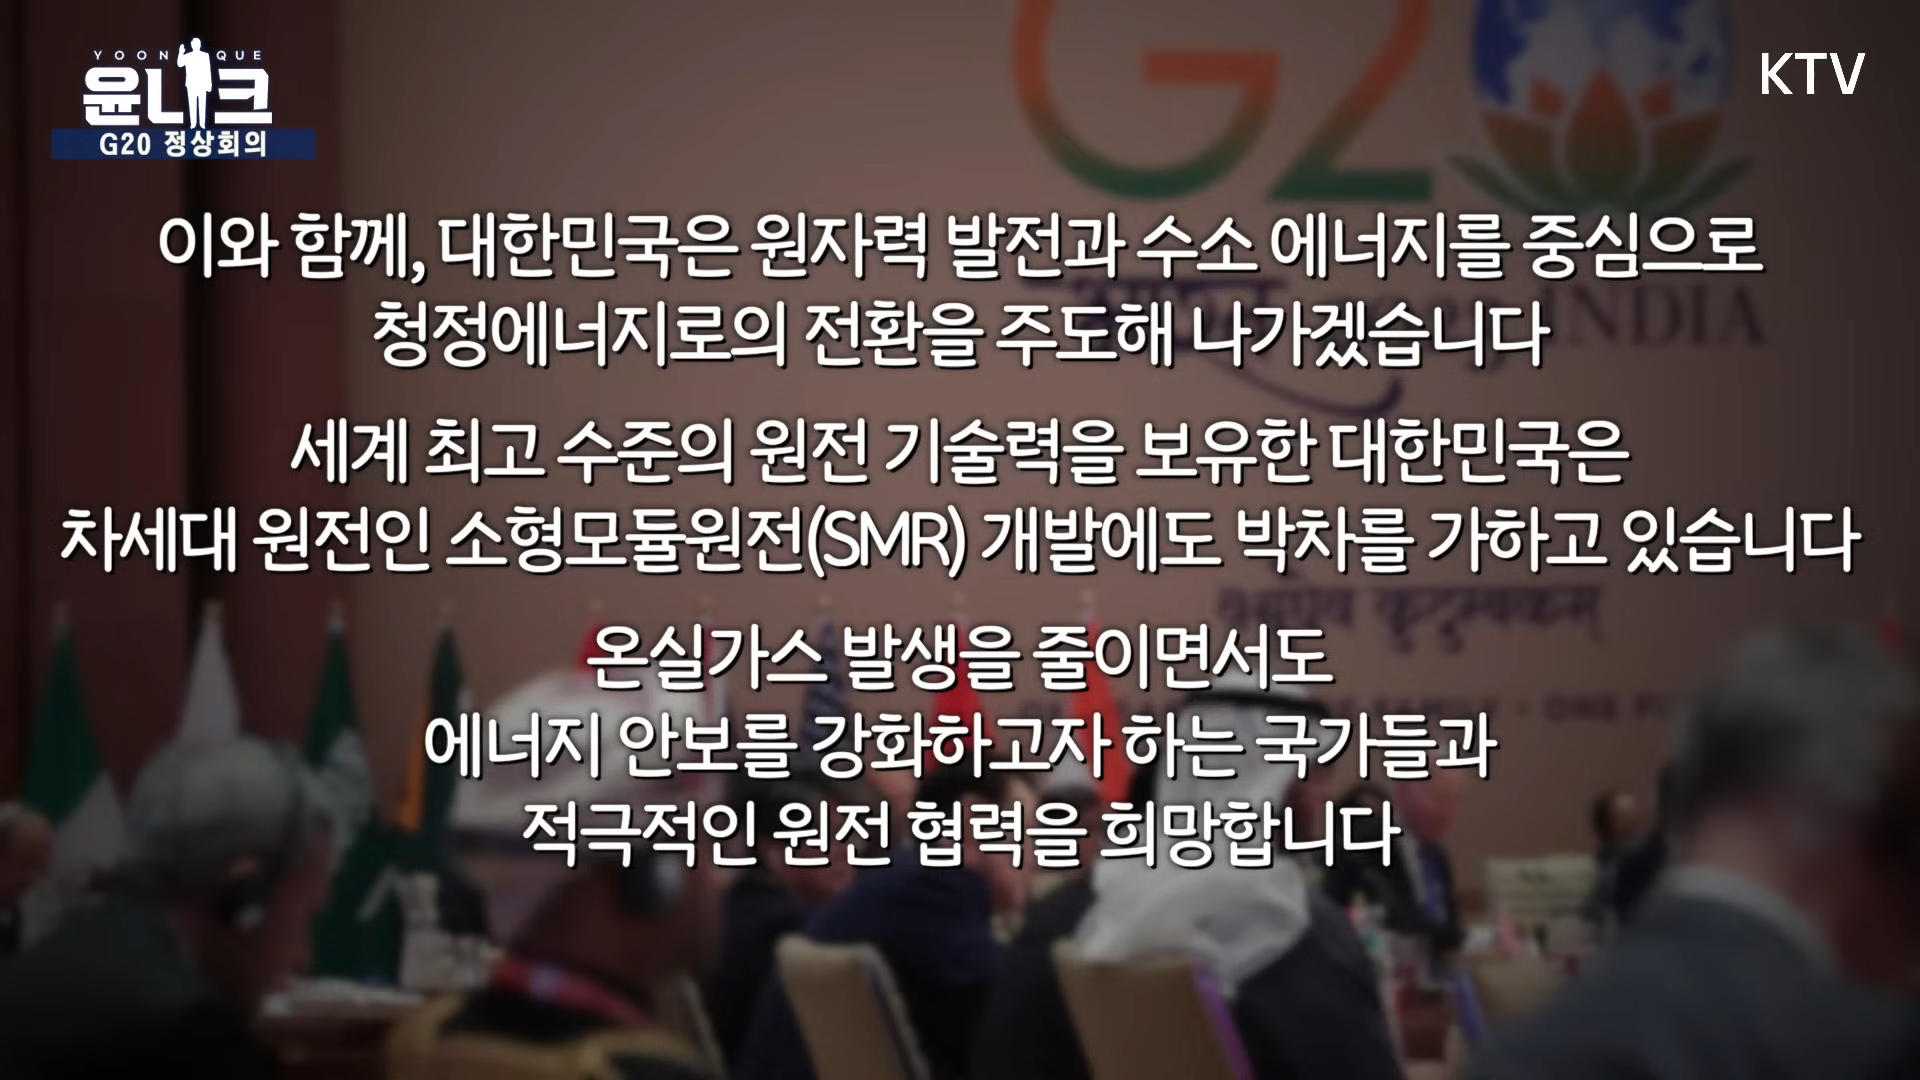 YOONIQUE
윤니크
G20 정상회의
KTV
G20
INDIA
이와 함께, 대한민국은 원자력 발전과 수소 에너지를 중심으로
청정에너지로의 전환을 주도해 나가겠습니다
세계 최고 수준의 원전 기술력을 보유한 대한민국은
차세대 원전인 소형모듈원전(SMR) 개발에도 박차를 가하고 있습니다
वसुधैव कुटुम्बकम्
온실가스 발생을 줄이면서도
에너지 안보를 강화하고자 하는 국가들과
적극적인 원전 협력을 희망합니다